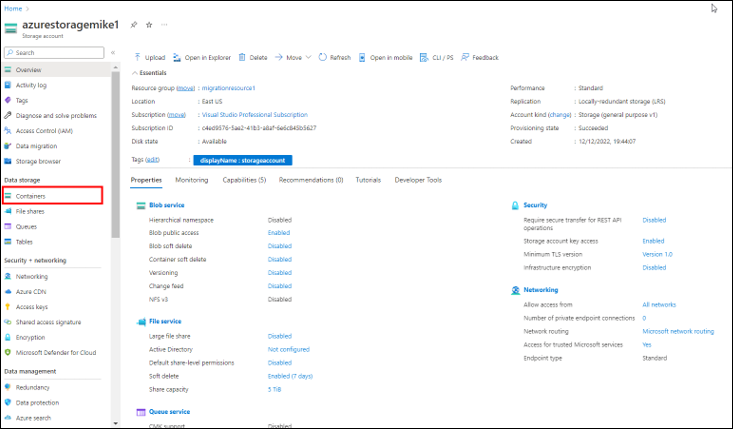 Home >
azurestoragemike1
Storage account
Search
Upload Open in Explorer Delete Move Refresh Open in mobile CLI / PS Feedback
Overview
Activity log
Tags
Diagnose and solve problems
Access Control (IAM)
Data migration
Storage browser
Data storage
Containers
File shares
Queues
Tables
Security + networking
Networking
Azure CDN
Access keys
Shared access signature
Encryption
Microsoft Defender for Cloud
Data management
Redundancy
Data protection
Azure search
Essentials
Resource group (move) : migrationresource1
Location : East US
Subscription (move) : Visual Studio Professional Subscription
Subscription ID :
Disk state : Available
Performance : Standard
Replication : Locally-redundant storage (LRS)
Account kind (change) : Storage (general purpose v1)
Provisioning state : Succeeded
Created : 12/12/2022, 19:44:07
Tags (edit) : displayName : storageaccount
Properties Monitoring Capabilities (5) Recommendations (0) Tutorials Developer Tools
Blob service
Hierarchical namespace Disabled
Blob public access Enabled
Blob soft delete Disabled
Container soft delete Disabled
Versioning Disabled
Change feed Disabled
NFS v3 Disabled
File service
Large file share Disabled
Active Directory Not configured
Default share-level permissions Disabled
Soft delete Enabled (7 days)
Share capacity 5 TiB
Queue service
CMK support Disabled
Security
Require secure transfer for REST API operations Disabled
Storage account key access Enabled
Minimum TLS version Version 1.0
Infrastructure encryption Disabled
Networking
Allow access from All networks
Number of private endpoint connections 0
Network routing Microsoft network routing
Access for trusted Microsoft services Yes
Endpoint type Standard